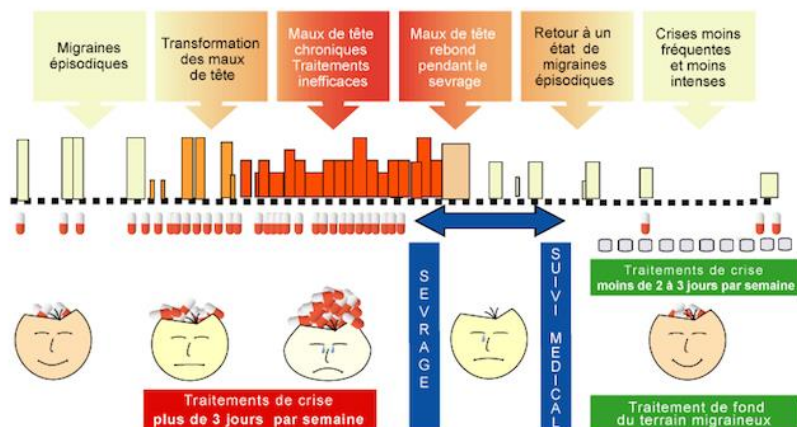 Migraines
épisodiques
Transformation
des maux
de tête
Maux de tête
chroniques
Traitements
inefficaces
Maux de tête
rebond
pendant le
sevrage
Retour à un
état de
migraines
épisodiques
Crises moins
fréquentes
et moins
intenses
SEVRAGE
SUIVI MEDICAL
Traitements de crise
moins de 2 à 3 jours par semaine
Traitements de crise
plus de 3 jours par semaine
Traitement de fond
du terrain migraineux